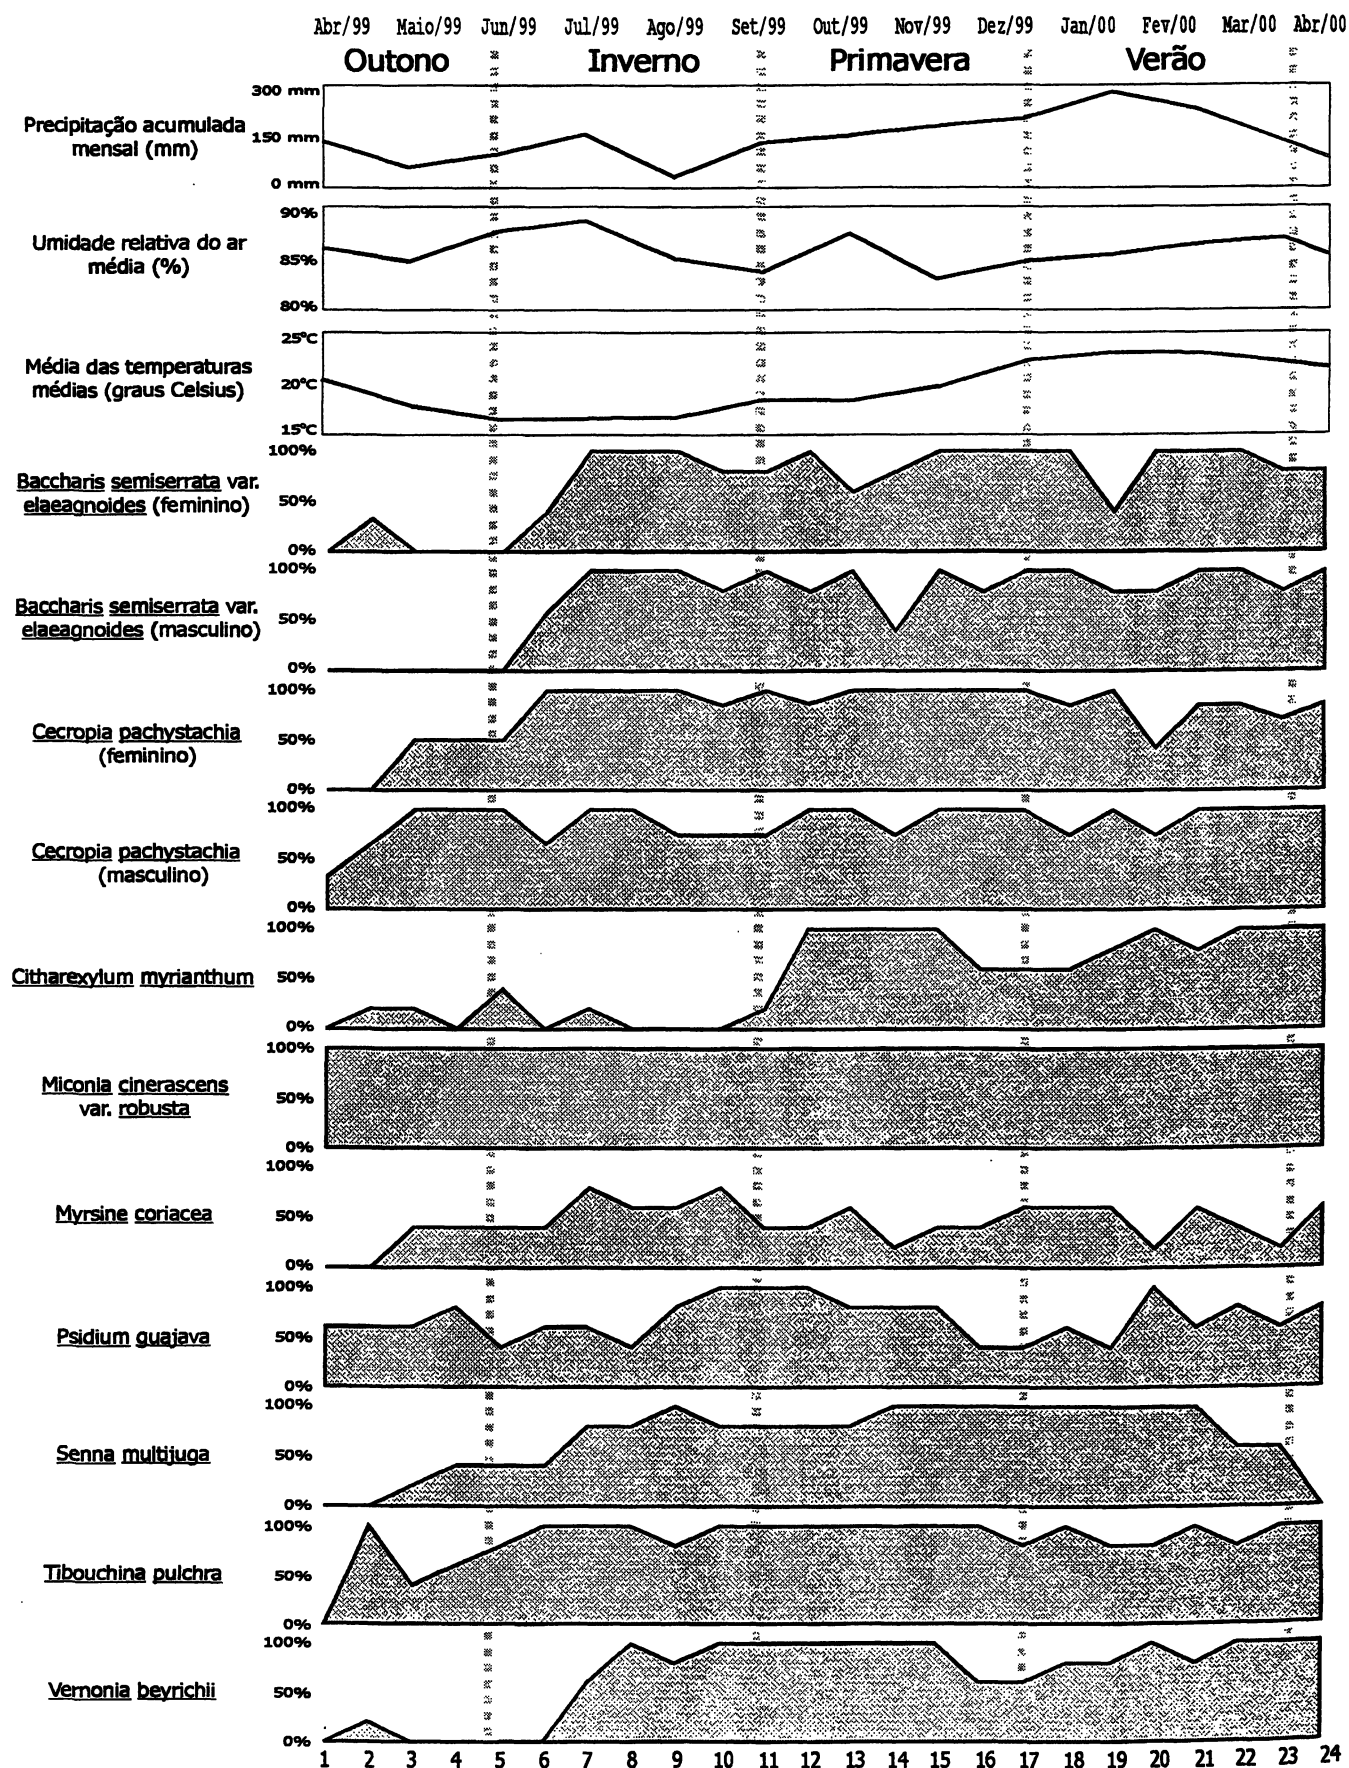 Abr/99 Maio/99 Jun/99 Jul/99 Ago/99 Set/99 Out/99 Nov/99 Dez/99 Jan/00 Fev/00 Mar/00 Abr/00
Outono Inverno Primavera Verão
300 mm
Precipitação acumulada
150 mm
mensal (mm)
0 mm
90%
Umidade relativa do ar
85%
média (%)
80%
25°C
Média das temperaturas
20°C
médias (graus Celsius)
15°C
100%
Baccharis semiserrata var.
50%
elaeagnoides (feminino)
0%
100%
Baccharis semiserrata var.
50%
elaeagnoides (masculino)
0%
100%
Cecropia pachystachia
50%
(feminino)
0%
100%
Cecropia pachystachia
50%
(masculino)
0%
100%
Citharexylum myrianthum
50%
0%
100%
Miconia cinerascens
50%
var. robusta
0%
100%
Myrsine coriacea
50%
0%
100%
Psidium guajava
50%
0%
100%
Senna multijuga
50%
0%
100%
Tibouchina pulchra
50%
0%
100%
Vernonia beyrichii
50%
0%
1 2 3 4 5 6 7 8 9 10 11 12 13 14 15 16 17 18 19 20 21 22 23 24